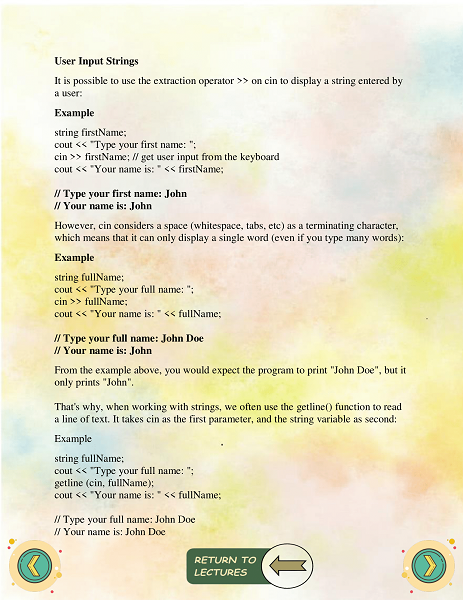 User Input Strings
It is possible to use the extraction operator >> on cin to display a string entered by
a user:
Example
string firstName;
cout << "Type your first name: ";
cin >> firstName; // get user input from the keyboard
cout << "Your name is: " << firstName;
// Type your first name: John
// Your name is: John
However, cin considers a space (whitespace, tabs, etc) as a terminating character,
which means that it can only display a single word (even if you type many words):
Example
string fullName;
cout << "Type your full name: ";
cin >> fullName;
cout << "Your name is: " << fullName;
// Type your full name: John Doe
// Your name is: John
From the example above, you would expect the program to print "John Doe", but it
only prints "John".
That's why, when working with strings, we often use the getline() function to read
a line of text. It takes cin as the first parameter, and the string variable as second:
Example
string fullName;
cout << "Type your full name: ";
getline (cin, fullName);
cout << "Your name is: " << fullName;
// Type your full name: John Doe
// Your name is: John Doe
RETURN TO
LECTURES